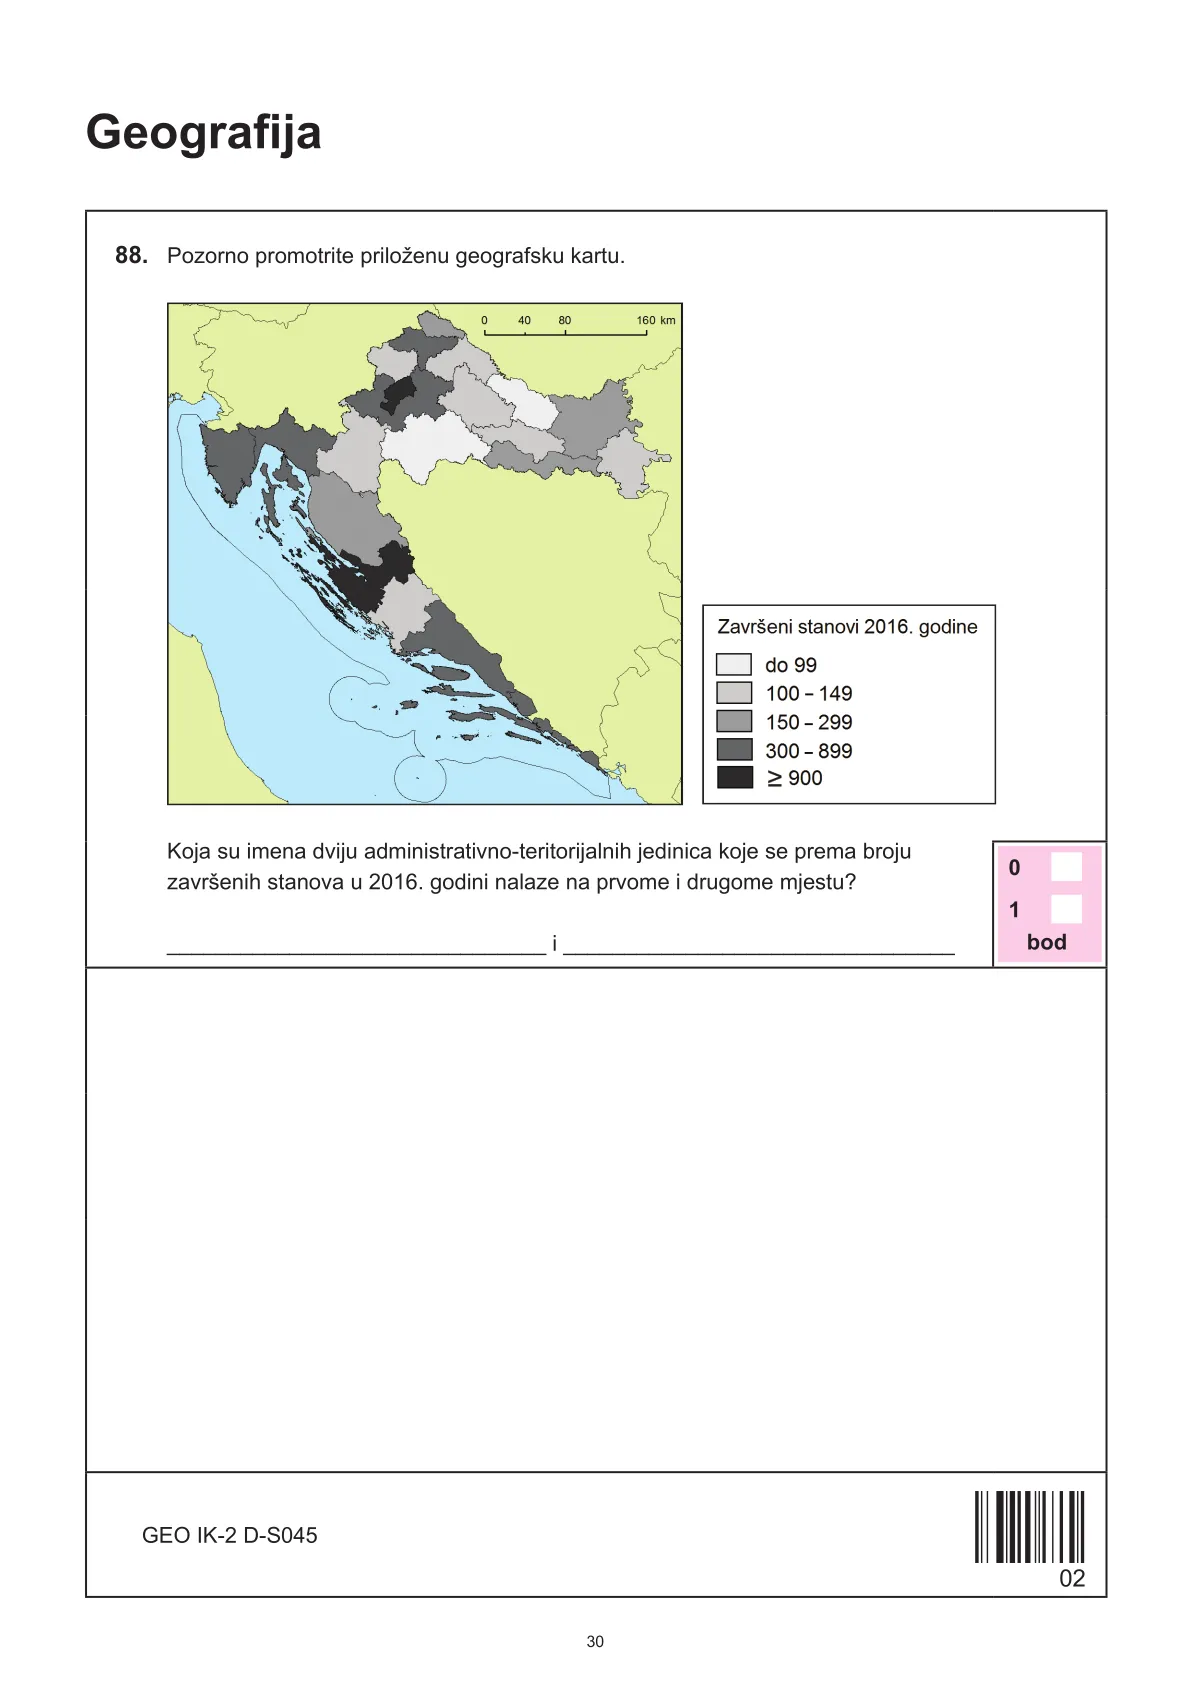 Geografija
88. Pozorno promotrite priloženu geografsku kartu.
0 40 80 160 km
Završeni stanovi 2016. godine
do 99
100 – 149
150 – 299
300 – 899
≥ 900
Koja su imena dviju administrativno-teritorijalnih jedinica koje se prema broju
završenih stanova u 2016. godini nalaze na prvome i drugome mjestu?
_______________________________ i ________________________________
0
1
bod
GEO IK-2 D-S045
02
30